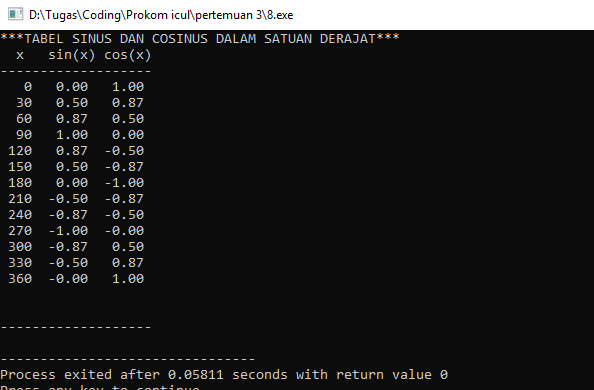 D:\Tugas\Coding\Prokom icul\pertemuan 3\8.exe
***TABEL SINUS DAN COSINUS DALAM SATUAN DERAJAT***
  x   sin(x) cos(x)
-------------------
   0   0.00   1.00
  30   0.50   0.87
  60   0.87   0.50
  90   1.00   0.00
 120   0.87  -0.50
 150   0.50  -0.87
 180   0.00  -1.00
 210  -0.50  -0.87
 240  -0.87  -0.50
 270  -1.00  -0.00
 300  -0.87   0.50
 330  -0.50   0.87
 360  -0.00   1.00
-------------------
--------------------------------
Process exited after 0.05811 seconds with return value 0
Press any key to continue